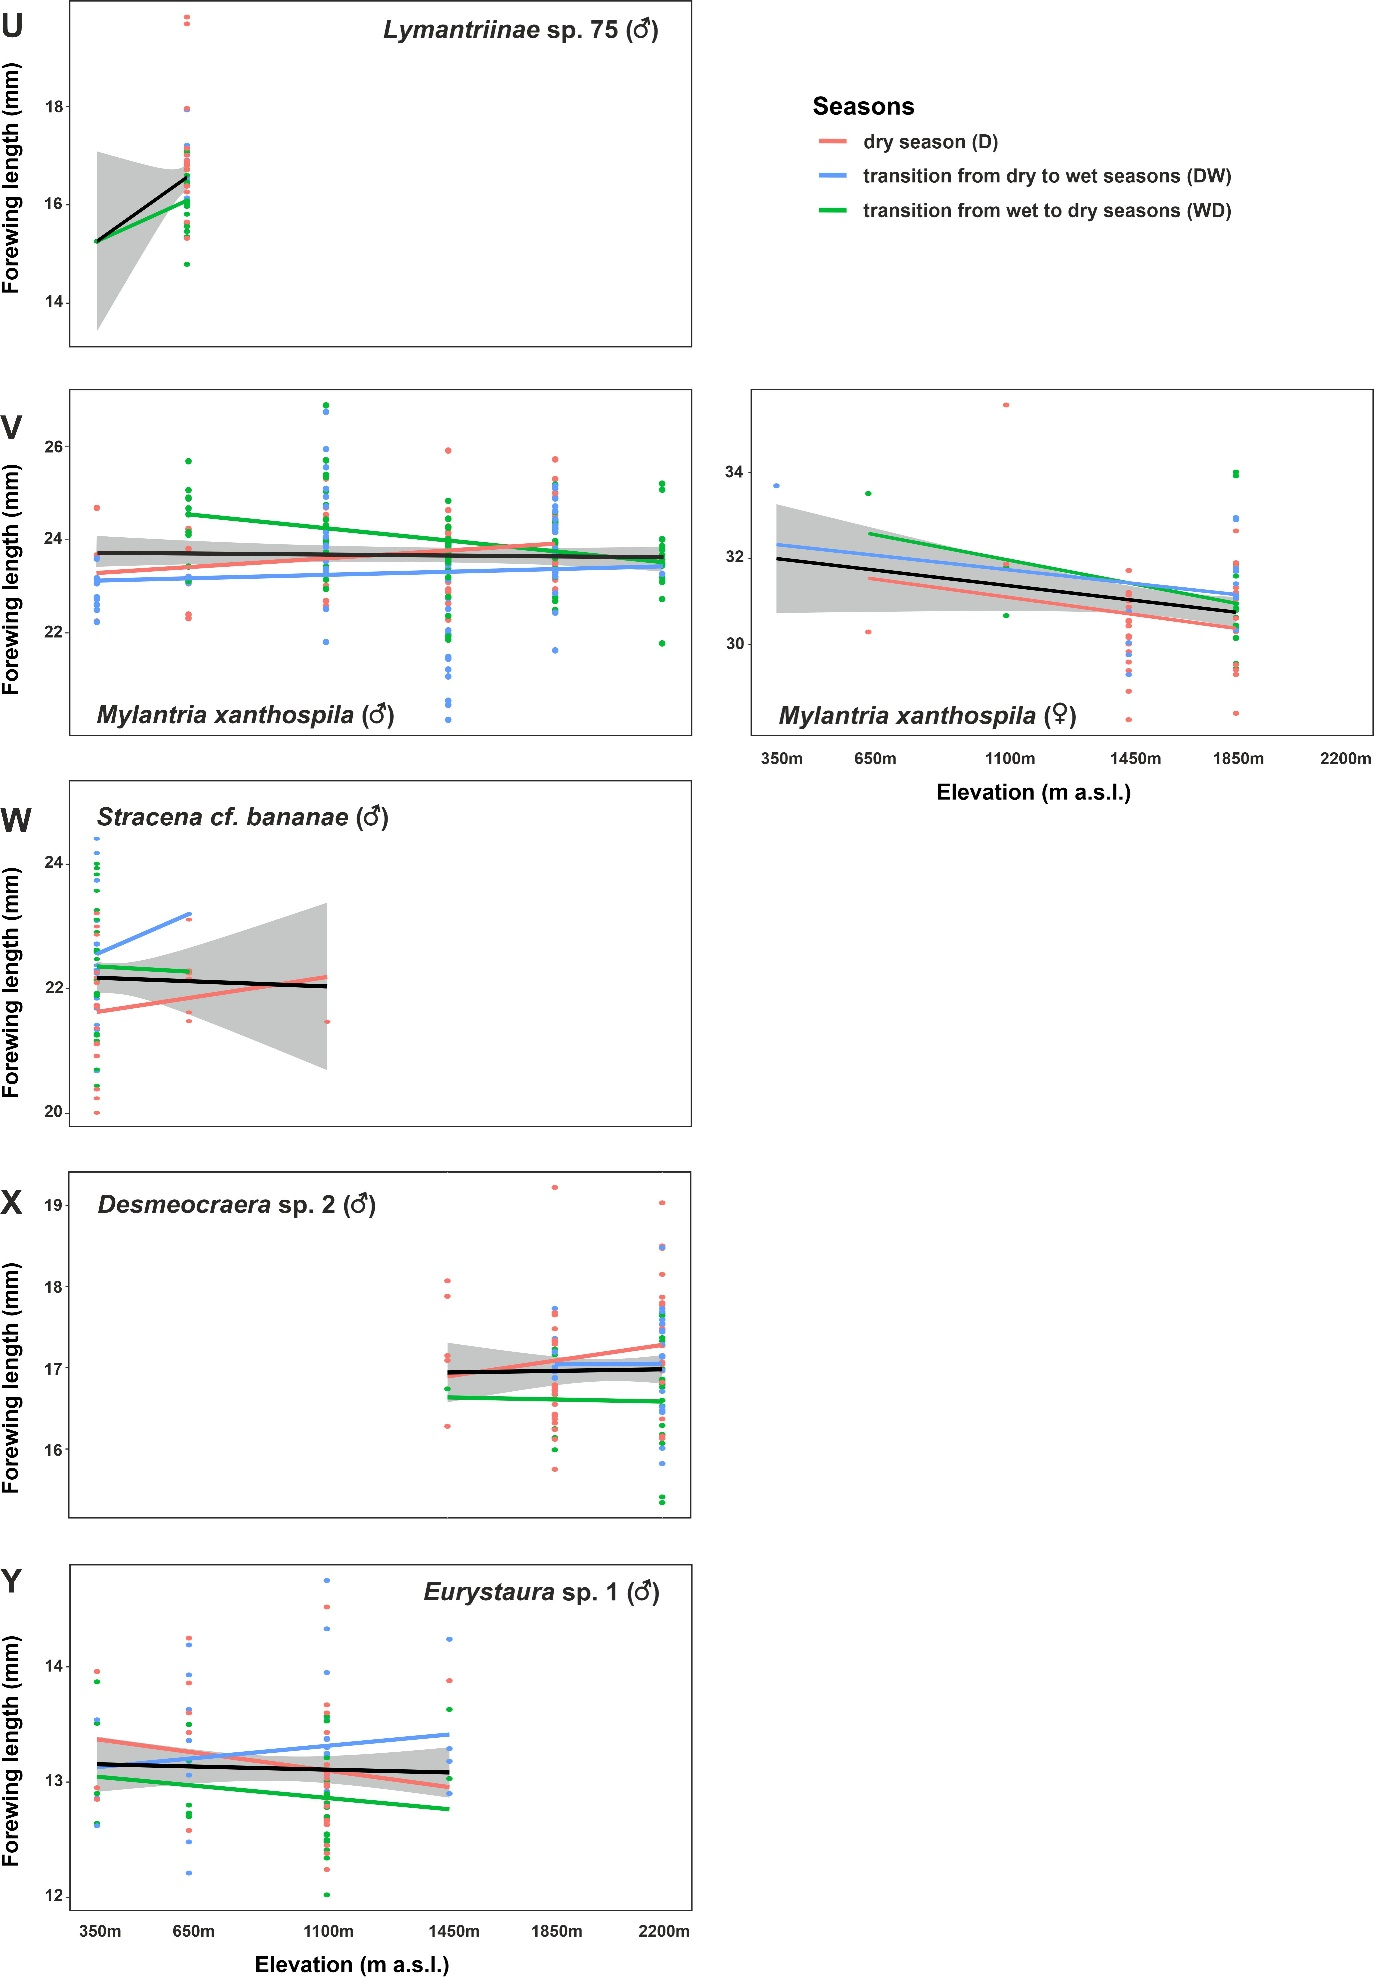 U
Lymantriinae sp. 75 (♂)
Forewing length (mm)
18
16
14
Seasons
dry season (D)
transition from dry to wet seasons (DW)
transition from wet to dry seasons (WD)
V
Forewing length (mm)
26
24
22
Mylantria xanthospila (♂)
34
32
30
Mylantria xanthospila (♀)
350m 650m 1100m 1450m 1850m 2200m
Elevation (m a.s.l.)
W
Stracena cf. bananae (♂)
Forewing length (mm)
24
22
20
X
Desmeocraera sp. 2 (♂)
Forewing length (mm)
19
18
17
16
Y
Eurystaura sp. 1 (♂)
Forewing length (mm)
14
13
12
350m 650m 1100m 1450m 1850m 2200m
Elevation (m a.s.l.)